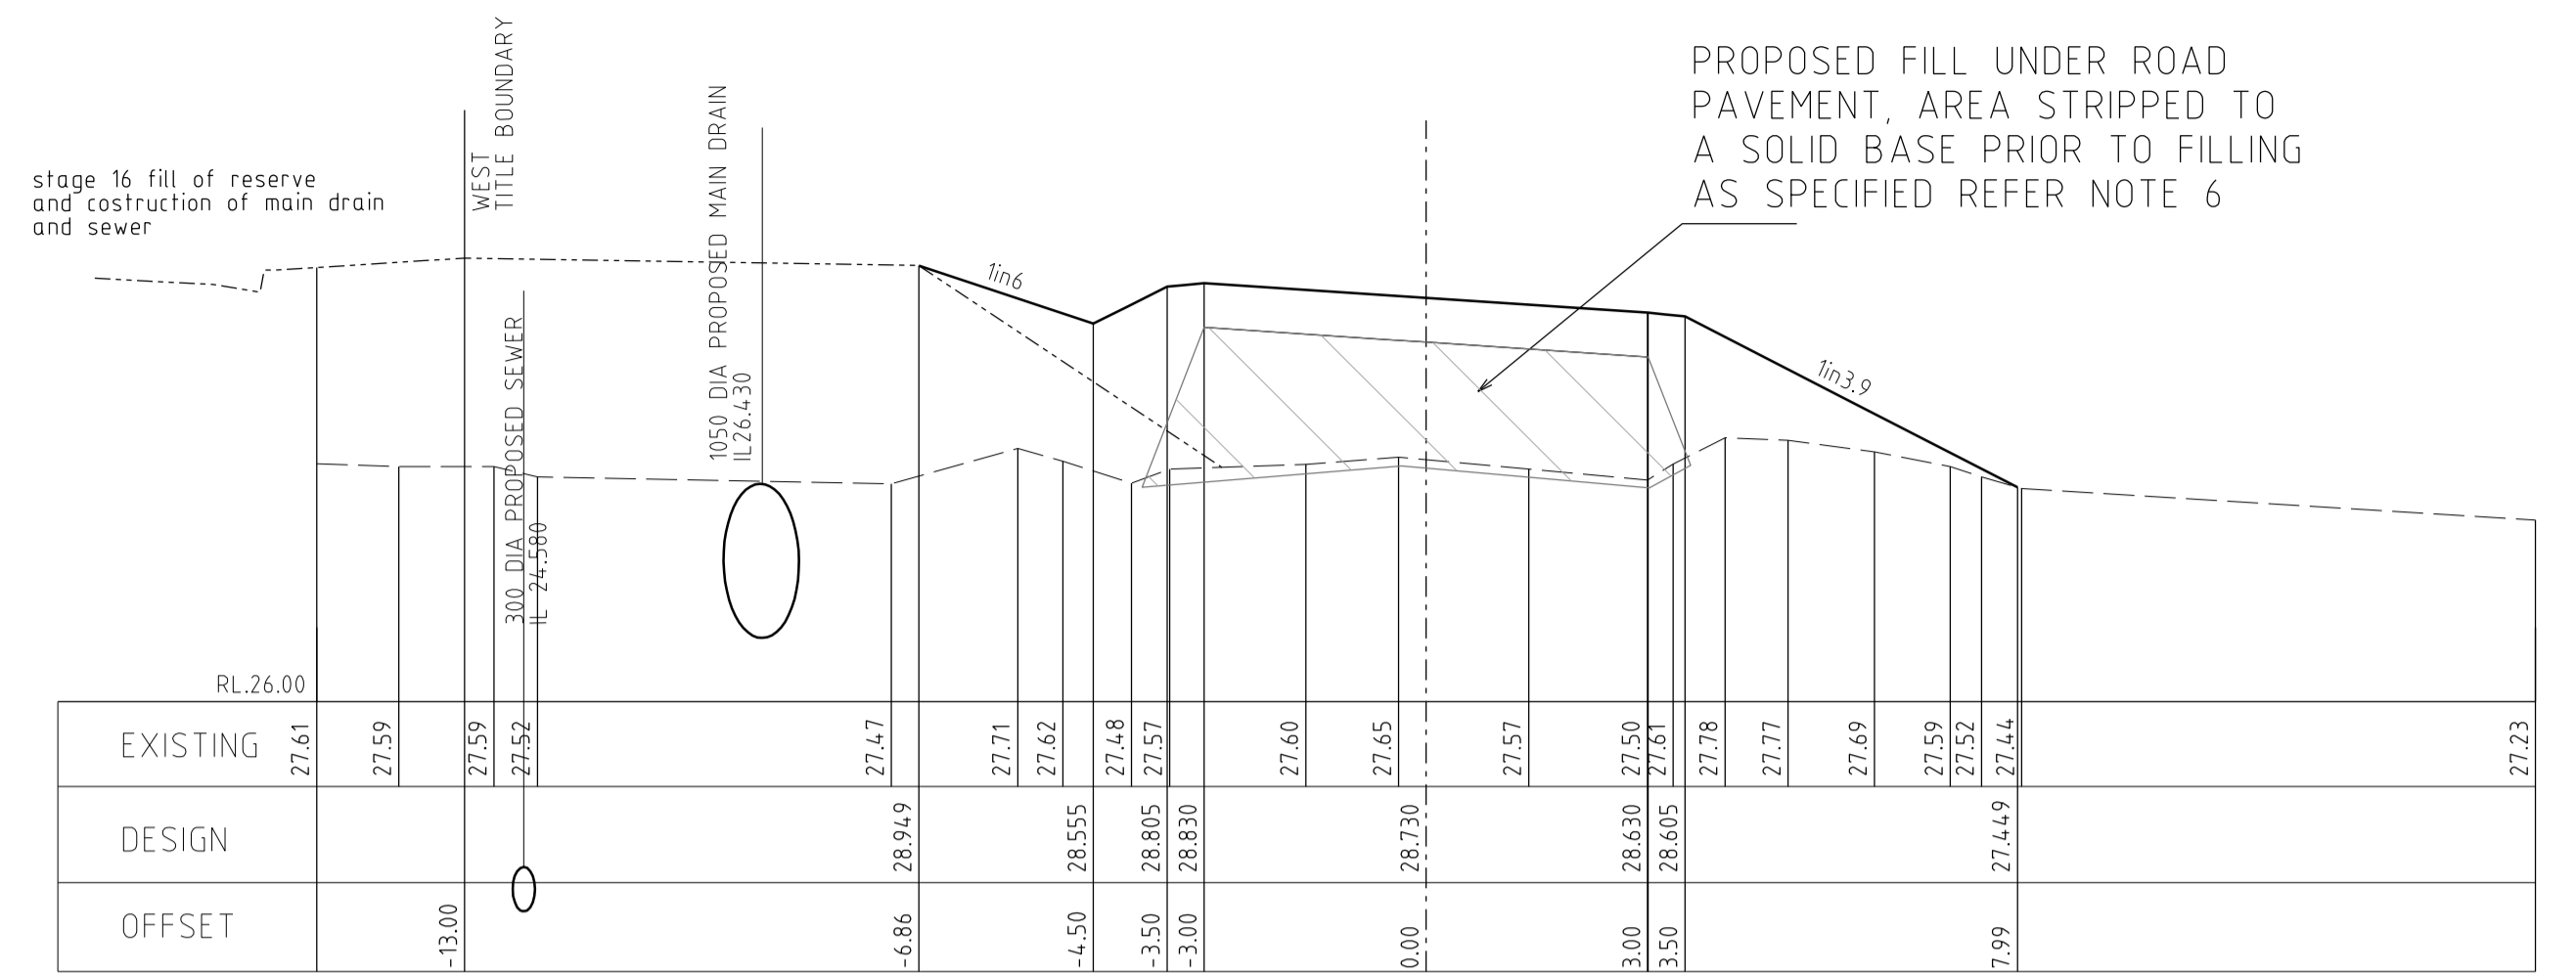 PROPOSED FILL UNDER ROAD
PAVEMENT, AREA STRIPPED TO
A SOLID BASE PRIOR TO FILLING
AS SPECIFIED REFER NOTE 6
stage 16 fill of reserve
and costruction of main drain
and sewer
WEST
TITLE BOUNDARY
300 DIA PROPOSED SEWER
IL 24.580
1050 DIA PROPOSED MAIN DRAIN
IL26.430
1in6
1in3.9
RL.26.00
EXISTING 27.61 27.59 27.59 27.52 27.47 27.71 27.62 27.48 27.57 27.60 27.65 27.57 27.50 27.61 27.78 27.77 27.69 27.59 27.52 27.44 27.23
DESIGN 28.949 28.555 28.805 28.830 28.730 28.630 28.605 27.449
OFFSET -13.00 -6.86 -4.50 -3.50 -3.00 0.00 3.00 3.50 7.99